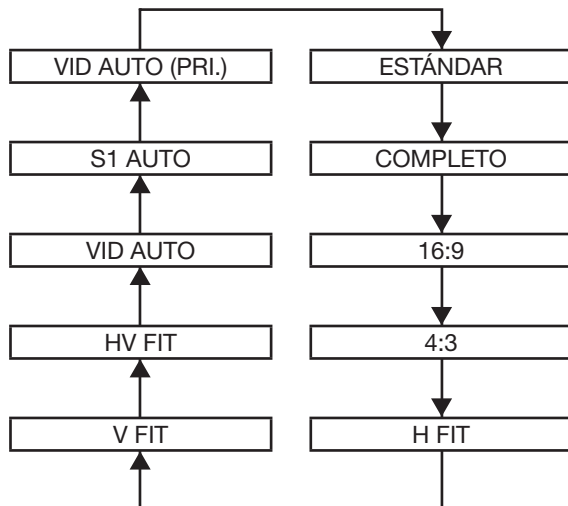 VID AUTO (PRI.)
S1 AUTO
VID AUTO
HV FIT
V FIT
ESTÁNDAR
COMPLETO
16:9
4:3
H FIT